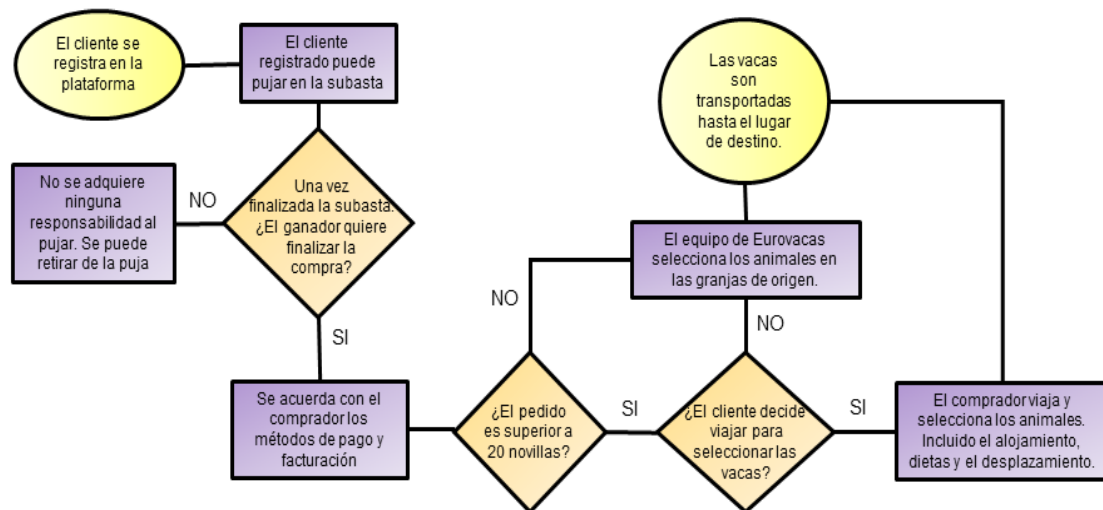 El cliente se
registra en la
plataforma
El cliente
registrado puede
pujar en la subasta
Las vacas
son
transportadas
hasta el lugar
de destino.
No se adquiere
ninguna
responsabilidad al
pujar. Se puede
retirar de la puja
NO
Una vez
finalizada la subasta.
¿El ganador quiere
finalizar la
compra?
El equipo de Eurovacas
selecciona los animales en
las granjas de origen.
NO
NO
SI
Se acuerda con el
comprador los
métodos de pago y
facturación
¿El pedido
es superior a
20 novillas?
SI
¿El cliente decide
viajar para
seleccionar las
vacas?
SI
El comprador viaja y
selecciona los animales.
Incluido el alojamiento,
dietas y el desplazamiento.